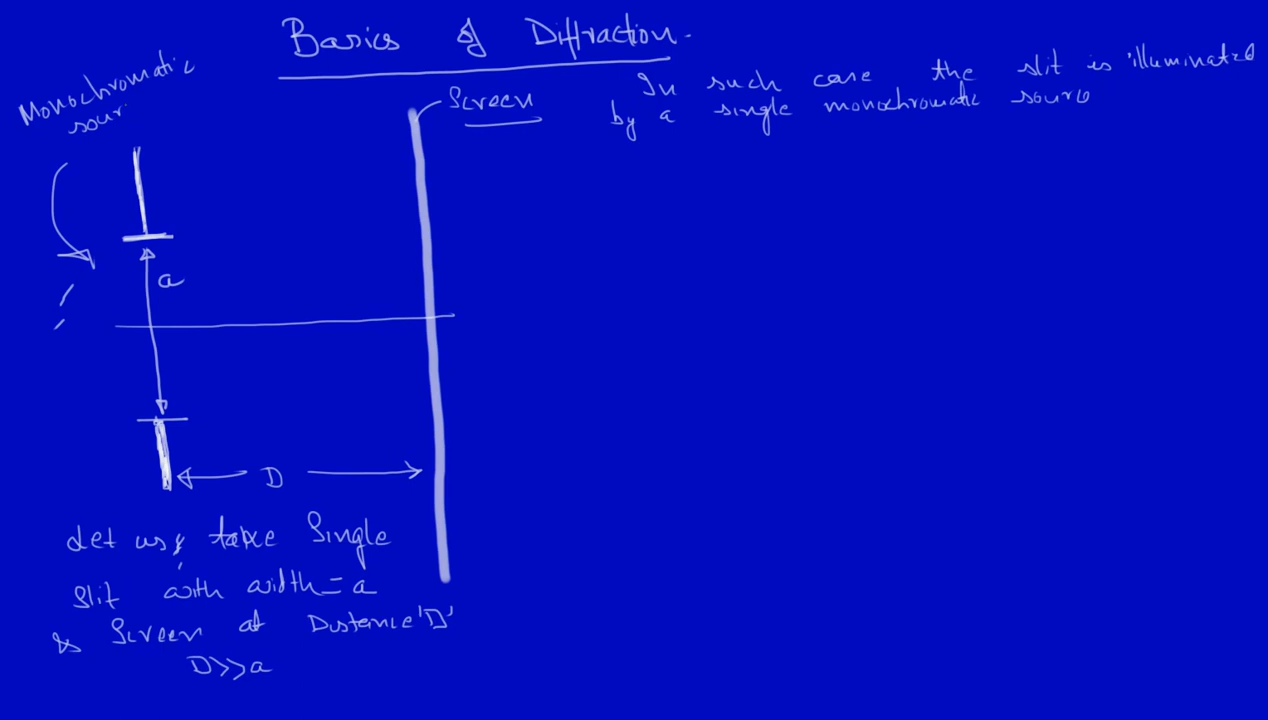 Basics of Diffraction.
Monochromatic
sour
Screen
In such case the slit is illuminated
by a single monochromatic source
a
D
Let us take Single
Slit with width = a
& Screen at Distance 'D'
D>>a